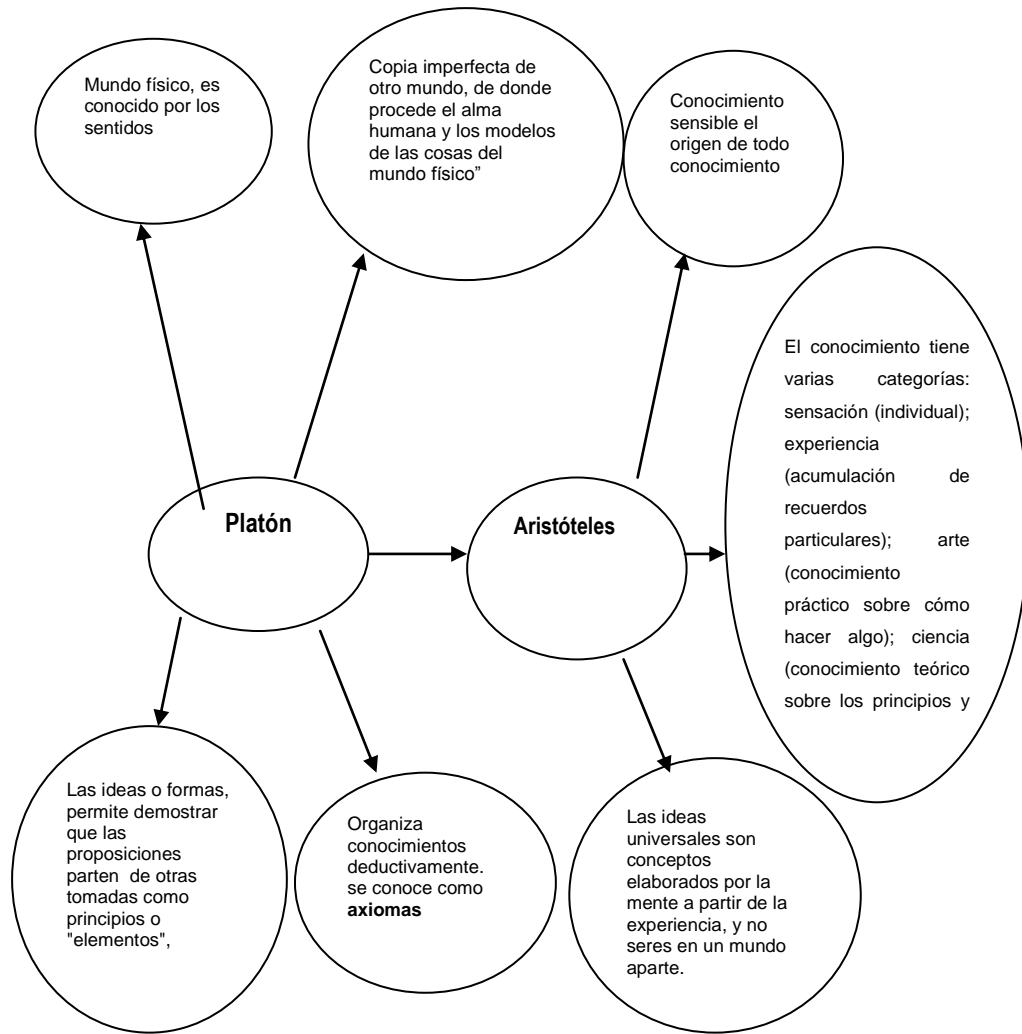 Mundo físico, es
conocido por los
sentidos
Copia imperfecta de
otro mundo, de donde
procede el alma
humana y los modelos
de las cosas del
mundo físico”
Conocimiento
sensible el
origen de todo
conocimiento
El conocimiento tiene
varias categorías:
sensación (individual);
experiencia
(acumulación de
recuerdos
particulares); arte
(conocimiento
práctico sobre cómo
hacer algo); ciencia
(conocimiento teórico
sobre los principios y
Platón
Aristóteles
Las ideas o formas,
permite demostrar
que las
proposiciones
parten de otras
tomadas como
principios o
"elementos",
Organiza
conocimientos
deductivamente.
se conoce como
axiomas
Las ideas
universales son
conceptos
elaborados por la
mente a partir de la
experiencia, y no
seres en un mundo
aparte.